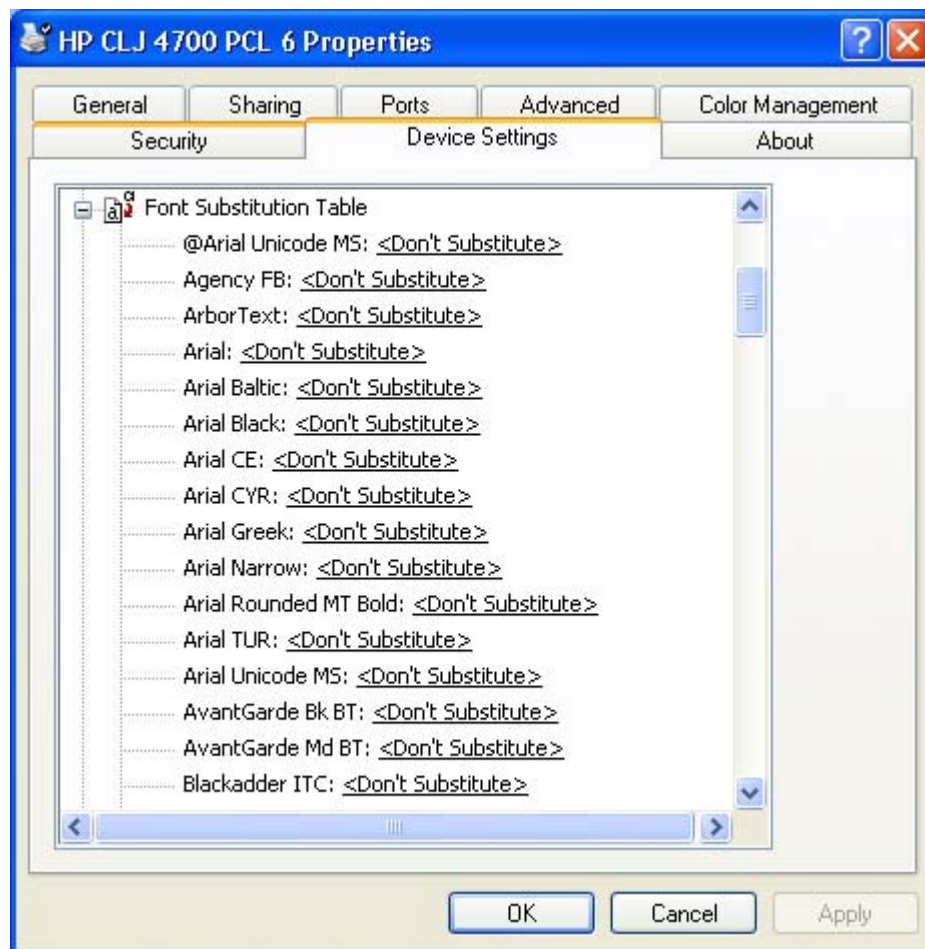 HP CLJ 4700 PCL 6 Properties
General Sharing Ports Advanced Color Management
Security Device Settings About
Font Substitution Table
@Arial Unicode MS: <Don't Substitute>
Agency FB: <Don't Substitute>
ArborText: <Don't Substitute>
Arial: <Don't Substitute>
Arial Baltic: <Don't Substitute>
Arial Black: <Don't Substitute>
Arial CE: <Don't Substitute>
Arial CYR: <Don't Substitute>
Arial Greek: <Don't Substitute>
Arial Narrow: <Don't Substitute>
Arial Rounded MT Bold: <Don't Substitute>
Arial TUR: <Don't Substitute>
Arial Unicode MS: <Don't Substitute>
AvantGarde Bk BT: <Don't Substitute>
AvantGarde Md BT: <Don't Substitute>
Blackadder ITC: <Don't Substitute>
OK Cancel Apply